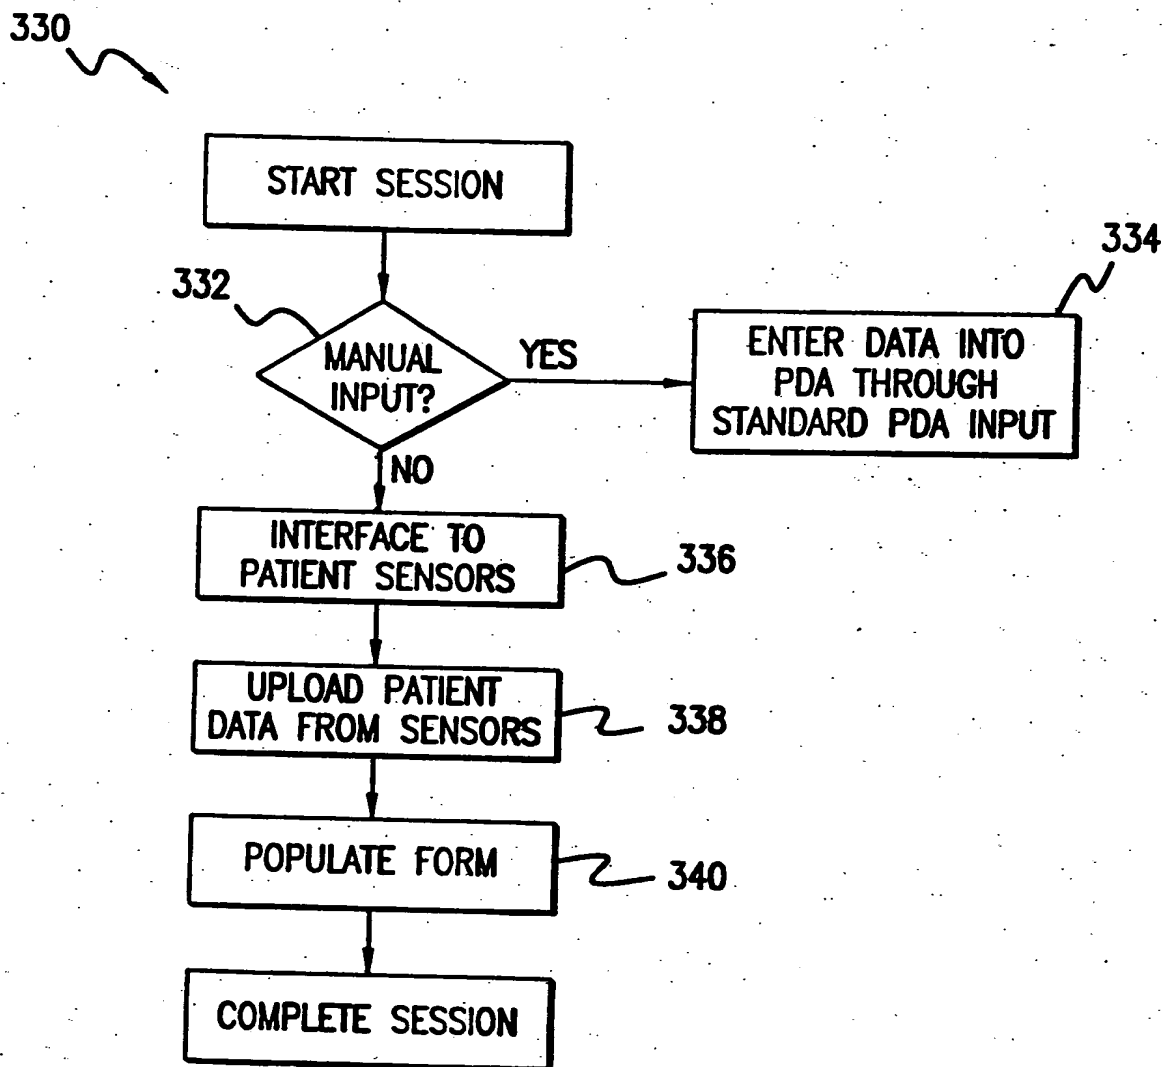 330
START SESSION
334
332
MANUAL
INPUT?
YES
ENTER DATA INTO
PDA THROUGH
STANDARD PDA INPUT
NO
INTERFACE TO
PATIENT SENSORS
336
UPLOAD PATIENT
DATA FROM SENSORS
338
POPULATE FORM
340
COMPLETE SESSION